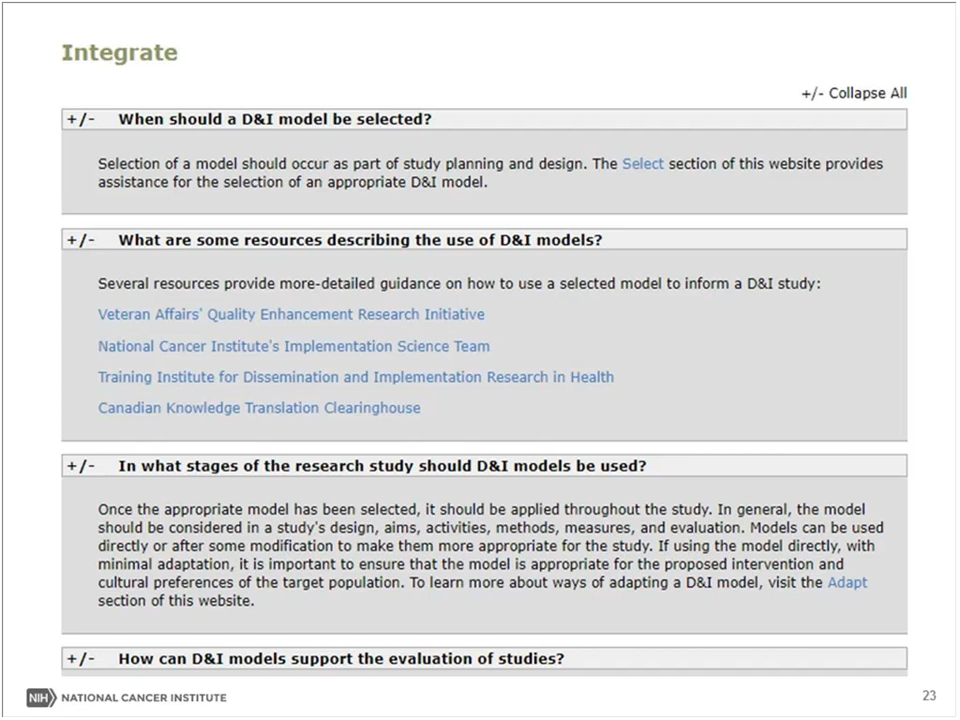 Integrate
+/- Collapse All
+/- When should a D&I model be selected?
Selection of a model should occur as part of study planning and design. The Select section of this website provides
assistance for the selection of an appropriate D&I model.
+/- What are some resources describing the use of D&I models?
Several resources provide more-detailed guidance on how to use a selected model to inform a D&I study:
Veteran Affairs' Quality Enhancement Research Initiative
National Cancer Institute's Implementation Science Team
Training Institute for Dissemination and Implementation Research in Health
Canadian Knowledge Translation Clearinghouse
+/- In what stages of the research study should D&I models be used?
Once the appropriate model has been selected, it should be applied throughout the study. In general, the model
should be considered in a study's design, aims, activities, methods, measures, and evaluation. Models can be used
directly or after some modification to make them more appropriate for the study. If using the model directly, with
minimal adaptation, it is important to ensure that the model is appropriate for the proposed intervention and
cultural preferences of the target population. To learn more about ways of adapting a D&I model, visit the Adapt
section of this website.
+/- How can D&I models support the evaluation of studies?
NIH NATIONAL CANCER INSTITUTE
23